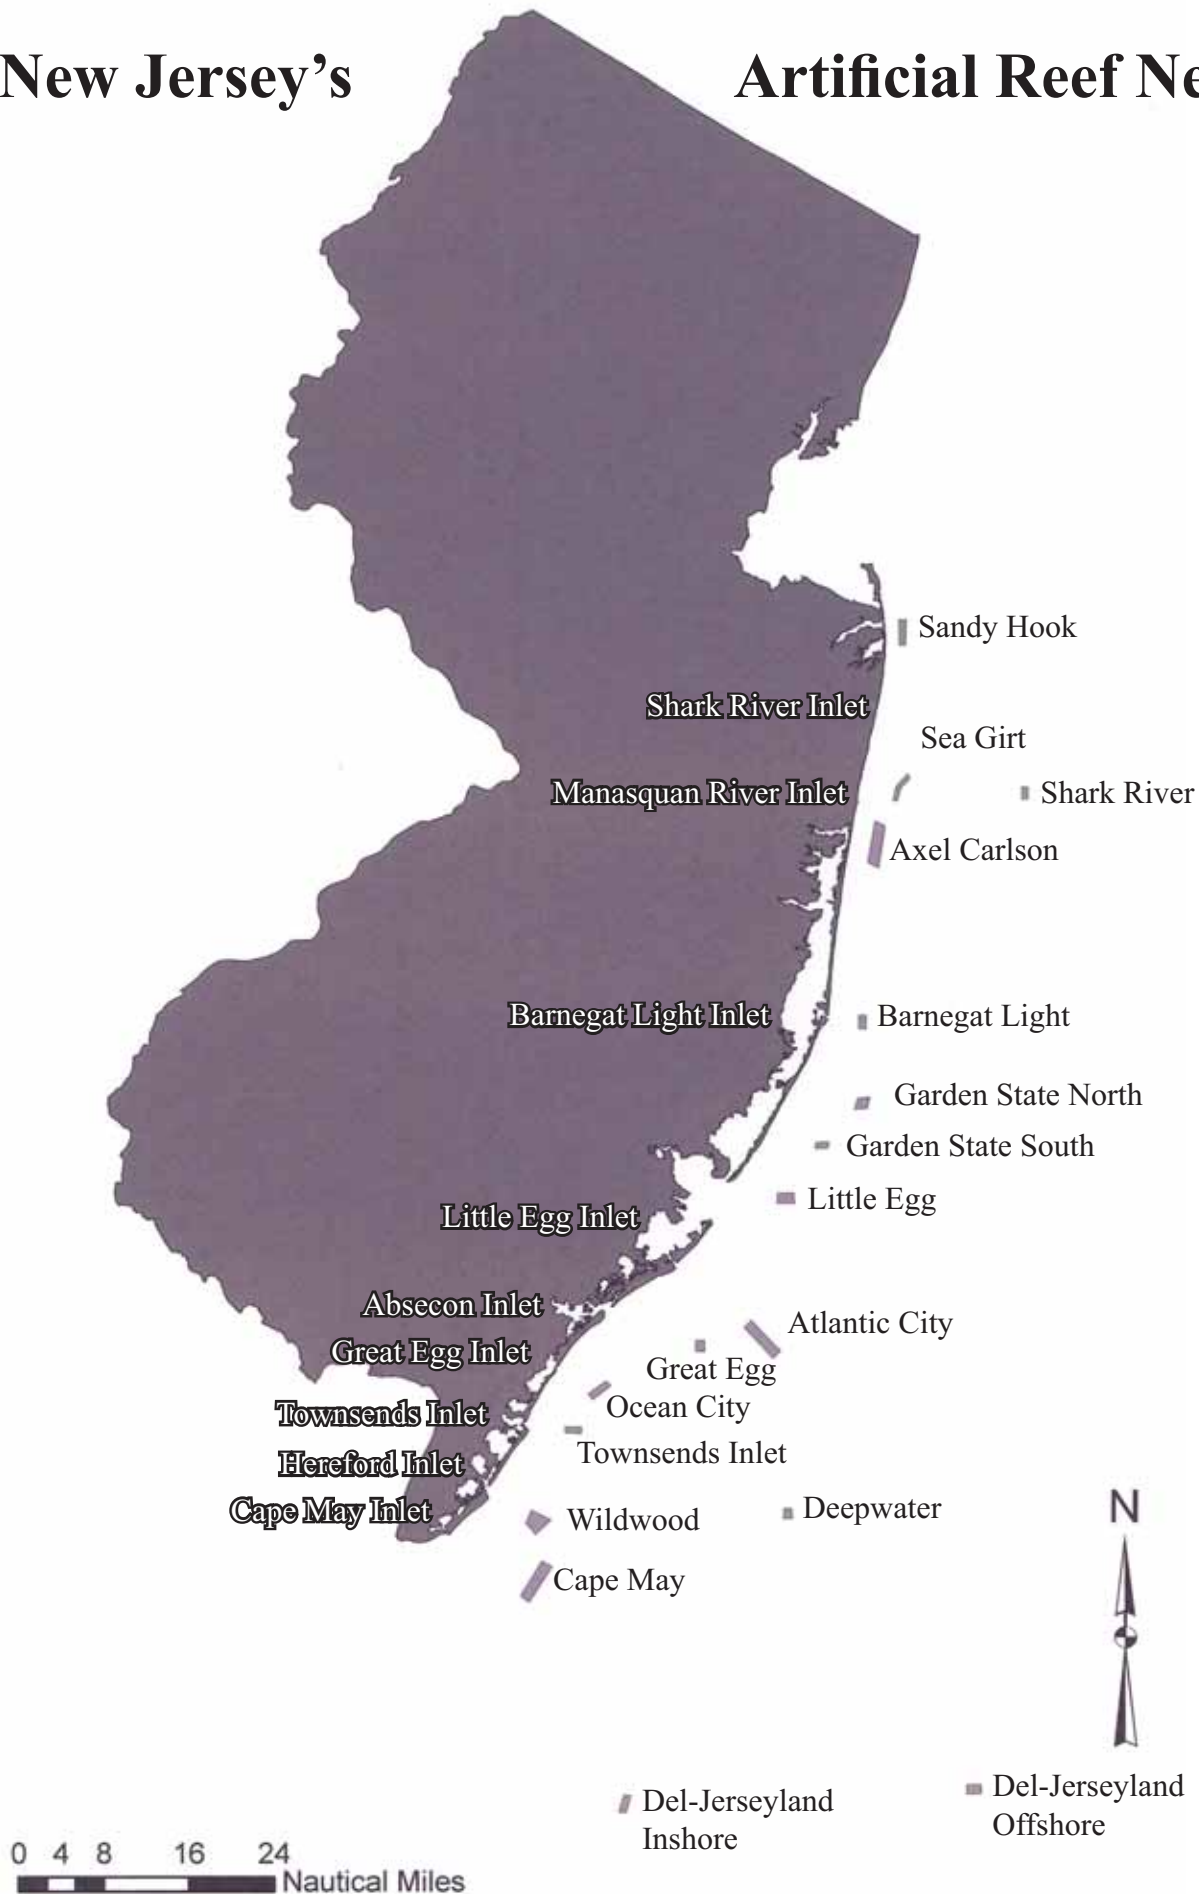 New Jersey’s Artificial Reef Ne
Sandy Hook
Shark River Inlet
Sea Girt
Manasquan River Inlet
Shark River
Axel Carlson
Barnegat Light Inlet
Barnegat Light
Garden State North
Garden State South
Little Egg
Little Egg Inlet
Absecon Inlet
Atlantic City
Great Egg Inlet
Great Egg
Ocean City
Townsends Inlet
Townsends Inlet
Hereford Inlet
Cape May Inlet
Wildwood
Deepwater
N
Cape May
Del-Jerseyland
Offshore
Del-Jerseyland
Inshore
0 4 8 16 24
Nautical Miles